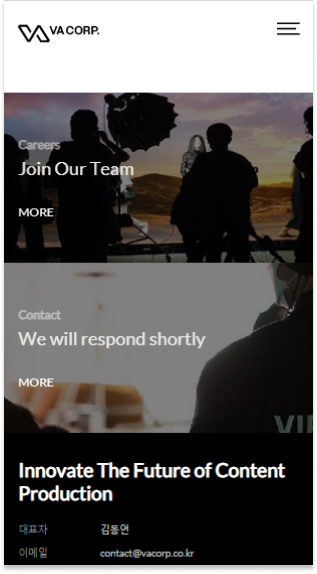 VA CORP.
Careers
Join Our Team
MORE
Contact
We will respond shortly
MORE
VIR
Innovate The Future of Content
Production
대표자 김동언
이메일 contact@vacorp.co.kr